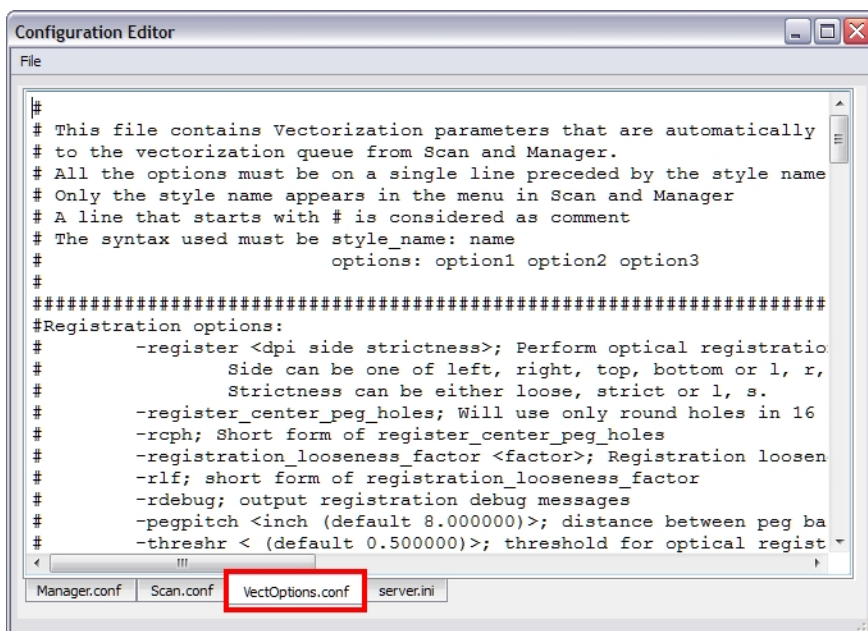 Configuration Editor
File
#
# This file contains Vectorization parameters that are automatically
# to the vectorization queue from Scan and Manager.
# All the options must be on a single line preceded by the style name
# Only the style name appears in the menu in Scan and Manager
# A line that starts with # is considered as comment
# The syntax used must be style_name: name
#                         options: option1 option2 option3
#
#####################################################################
#Registration options:
#        -register <dpi side strictness>; Perform optical registratio
#                Side can be one of left, right, top, bottom or l, r,
#                Strictness can be either loose, strict or l, s.
#        -register_center_peg_holes; Will use only round holes in 16
#        -rcph; Short form of register_center_peg_holes
#        -registration_looseness_factor <factor>; Registration loosen
#        -rlf; short form of registration_looseness_factor
#        -rdebug; output registration debug messages
#        -pegpitch <inch (default 8.000000)>; distance between peg ba
#        -threshr < (default 0.500000)>; threshold for optical regist
Manager.conf Scan.conf VectOptions.conf server.ini